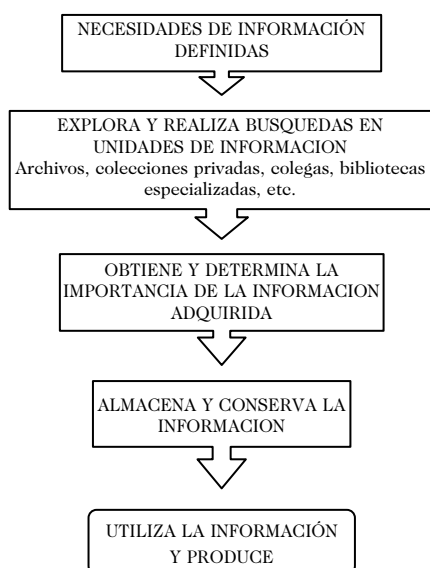 NECESIDADES DE INFORMACIÓN
DEFINIDAS
EXPLORA Y REALIZA BUSQUEDAS EN
UNIDADES DE INFORMACION
Archivos, colecciones privadas, colegas, bibliotecas
especializadas, etc.
OBTIENE Y DETERMINA LA
IMPORTANCIA DE LA INFORMACION
ADQUIRIDA
ALMACENA Y CONSERVA LA
INFORMACION
UTILIZA LA INFORMACIÓN
Y PRODUCE